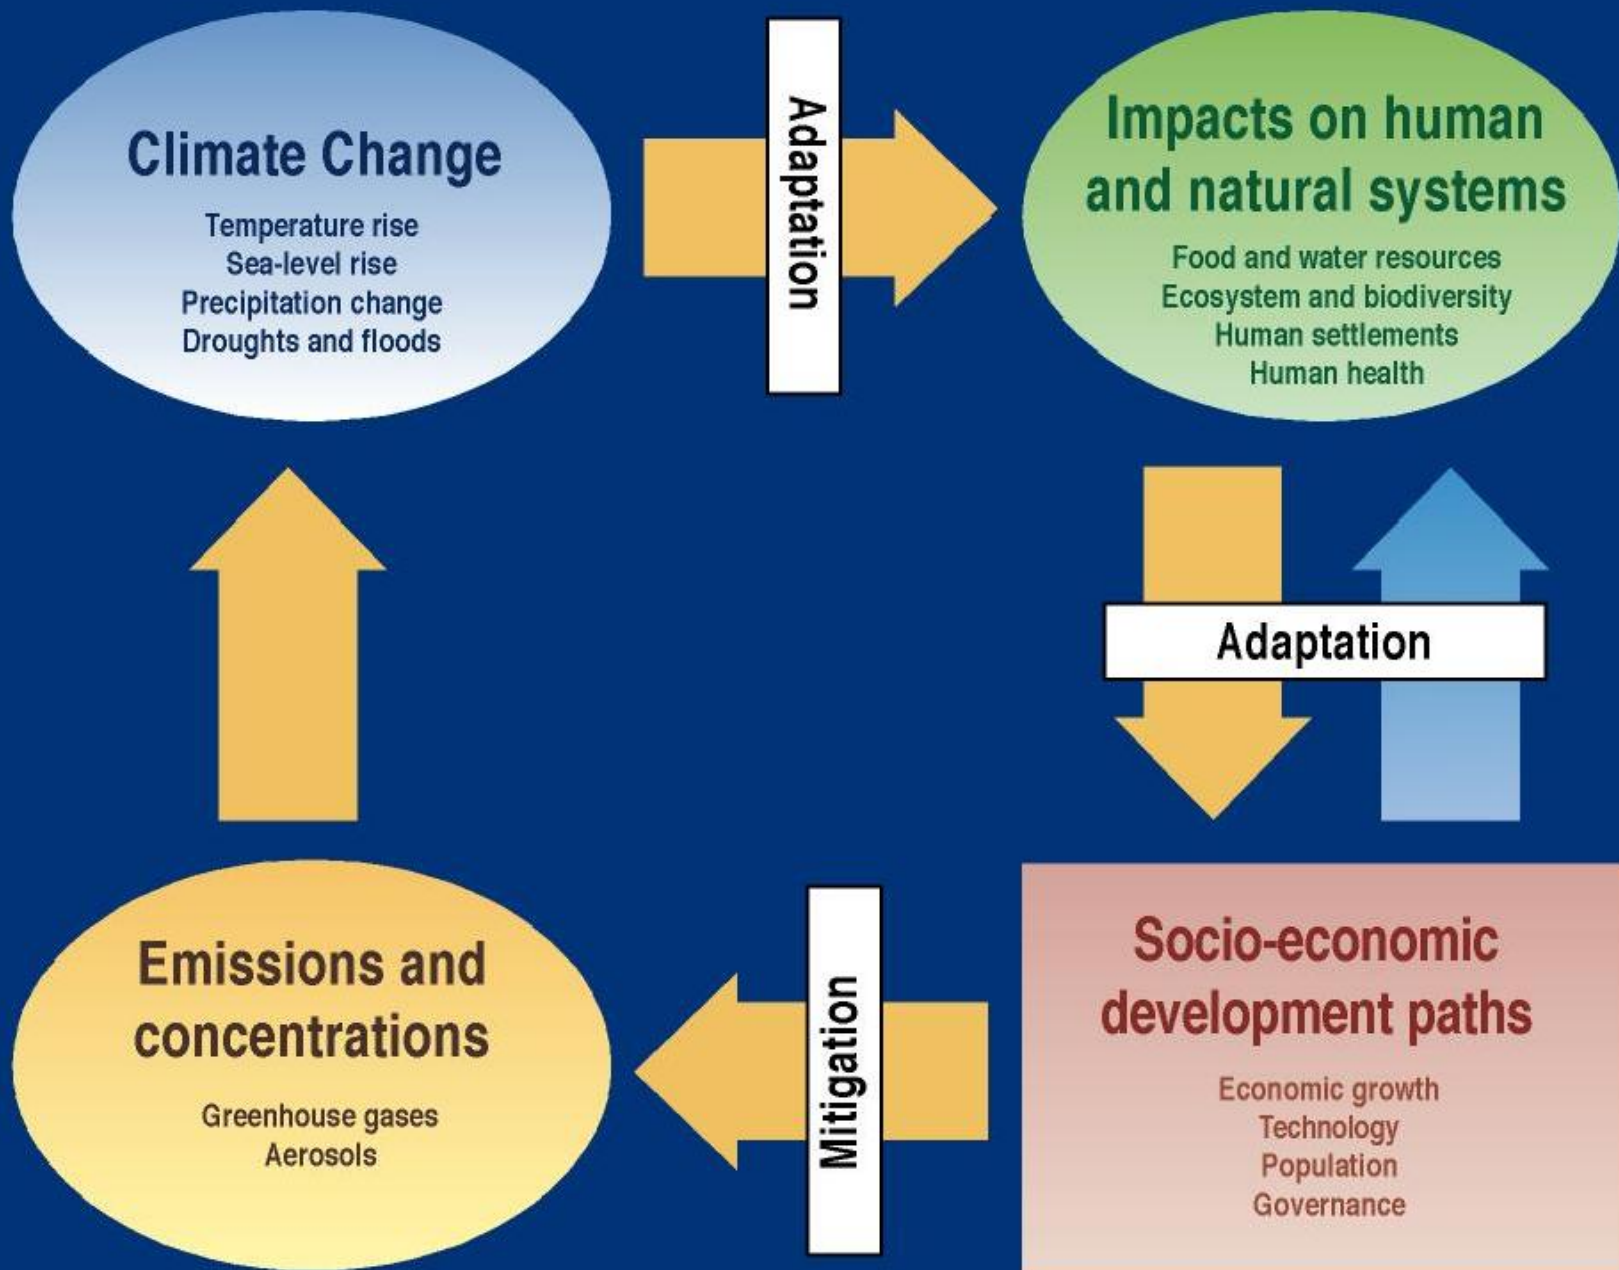 Climate Change
Temperature rise
Sea-level rise
Precipitation change
Droughts and floods
Adaptation
Impacts on human
and natural systems
Food and water resources
Ecosystem and biodiversity
Human settlements
Human health
Adaptation
Emissions and
concentrations
Greenhouse gases
Aerosols
Mitigation
Socio-economic
development paths
Economic growth
Technology
Population
Governance